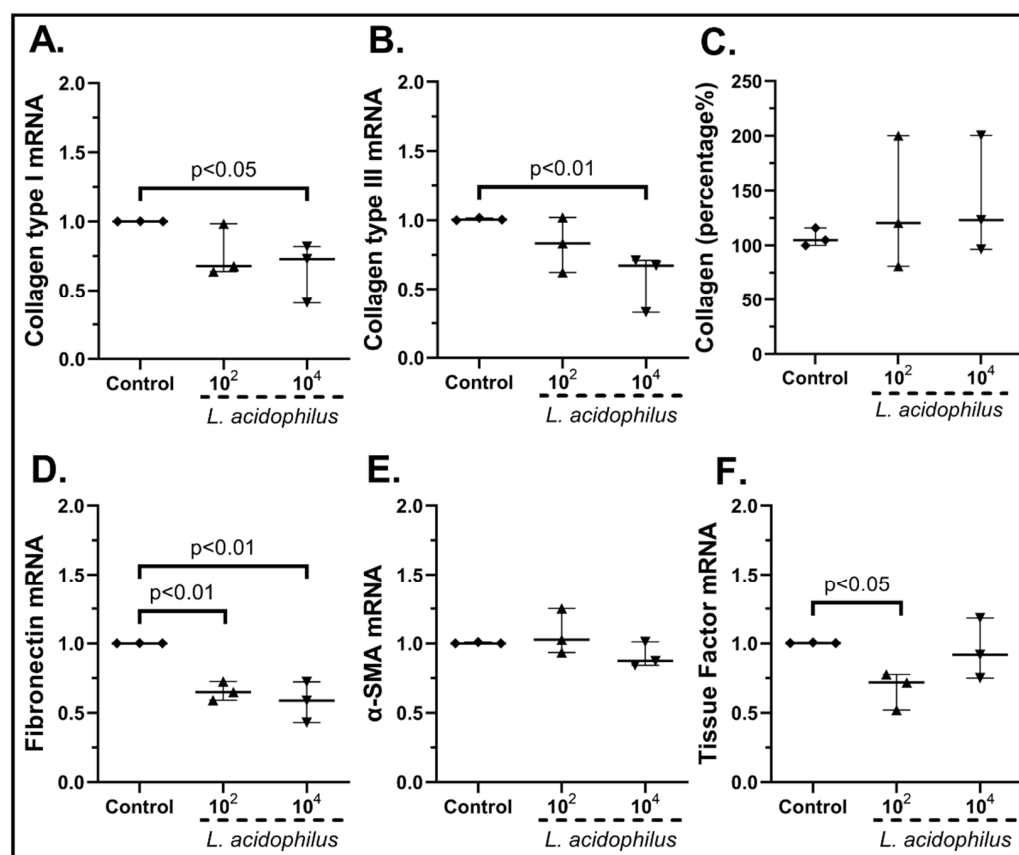 A.
Collagen type I mRNA
2.0
1.5
1.0
0.5
0.0
p<0.05
Control 10² 10⁴
L. acidophilus
B.
Collagen type III mRNA
2.0
1.5
1.0
0.5
0.0
p<0.01
Control 10² 10⁴
L. acidophilus
C.
Collagen (percentage%)
250
200
150
100
50
0
Control 10² 10⁴
L. acidophilus
D.
Fibronectin mRNA
2.0
1.5
1.0
0.5
0.0
p<0.01
p<0.01
Control 10² 10⁴
L. acidophilus
E.
α-SMA mRNA
2.0
1.5
1.0
0.5
0.0
Control 10² 10⁴
L. acidophilus
F.
Tissue Factor mRNA
2.0
1.5
1.0
0.5
0.0
p<0.05
Control 10² 10⁴
L. acidophilus